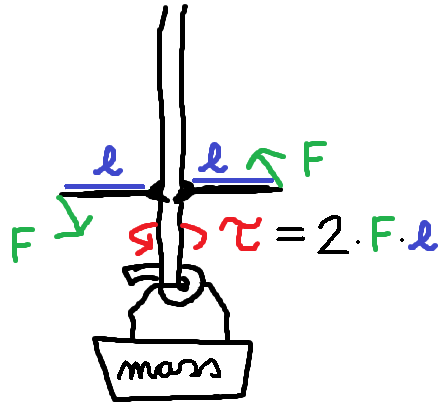 ℓ ℓ F
F τ = 2 · F · ℓ
mass